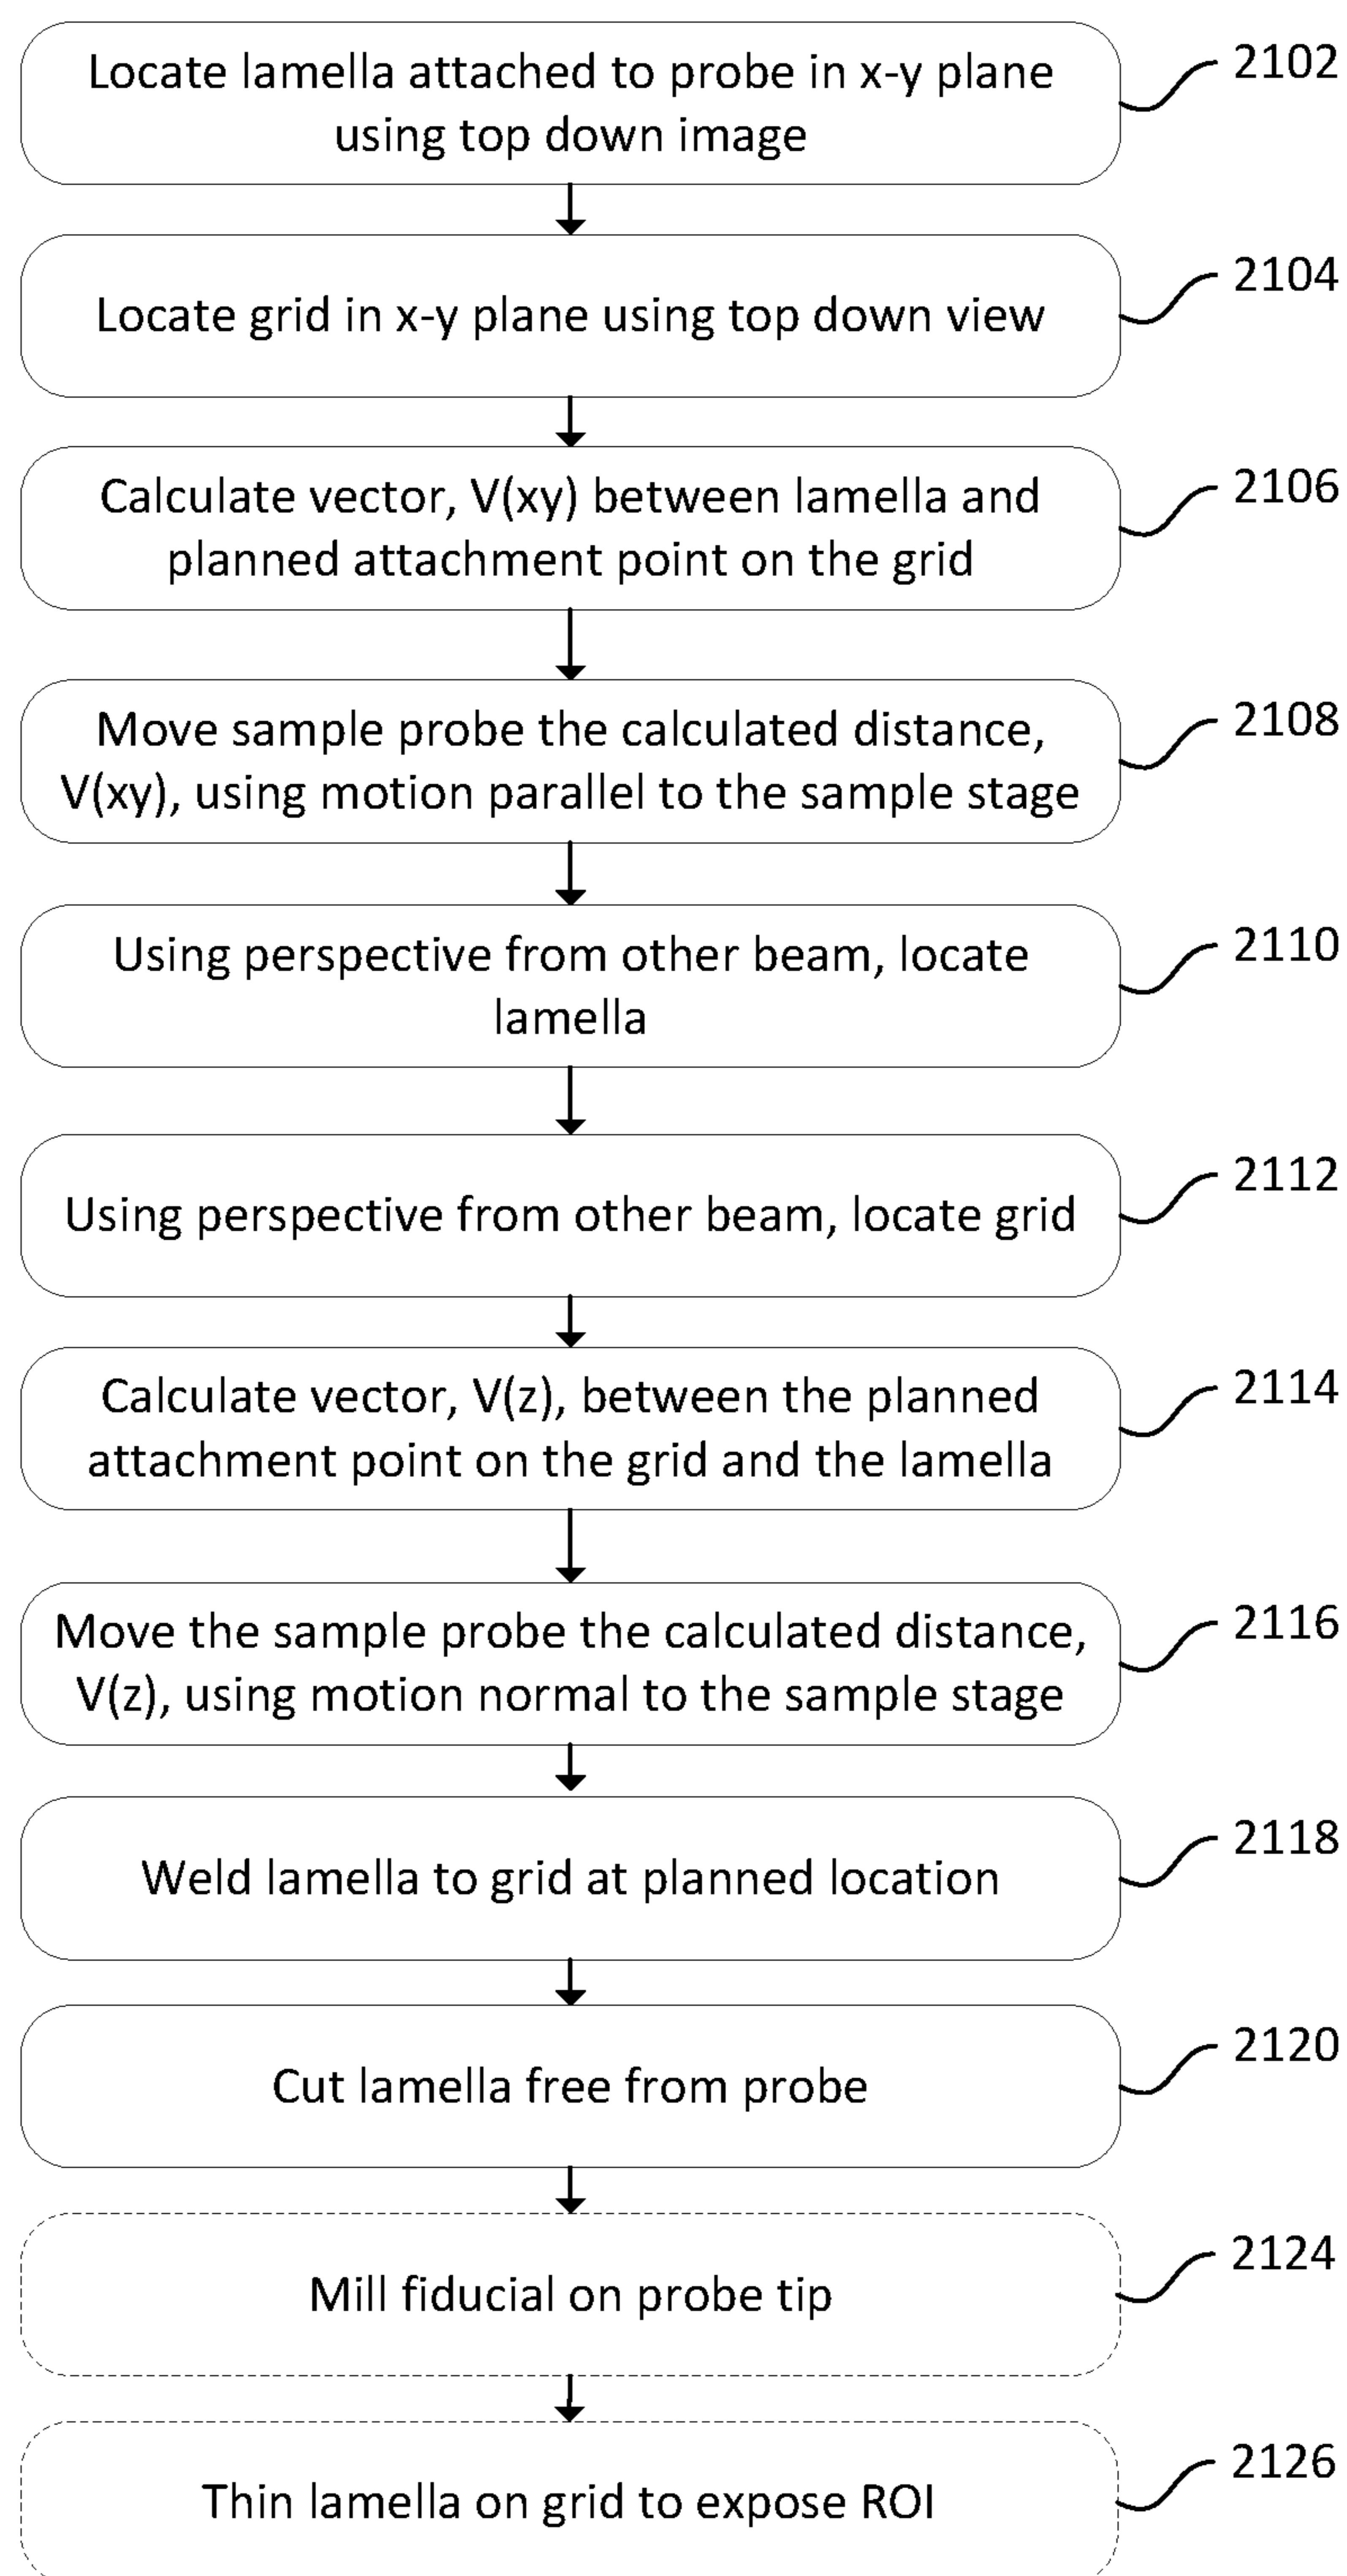 Locate lamella attached to probe in x-y plane
using top down image
2102
Locate grid in x-y plane using top down view
2104
Calculate vector, V(xy) between lamella and
planned attachment point on the grid
2106
Move sample probe the calculated distance,
V(xy), using motion parallel to the sample stage
2108
Using perspective from other beam, locate
lamella
2110
Using perspective from other beam, locate grid
2112
Calculate vector, V(z), between the planned
attachment point on the grid and the lamella
2114
Move the sample probe the calculated distance,
V(z), using motion normal to the sample stage
2116
Weld lamella to grid at planned location
2118
Cut lamella free from probe
2120
Mill fiducial on probe tip
2124
Thin lamella on grid to expose ROI
2126